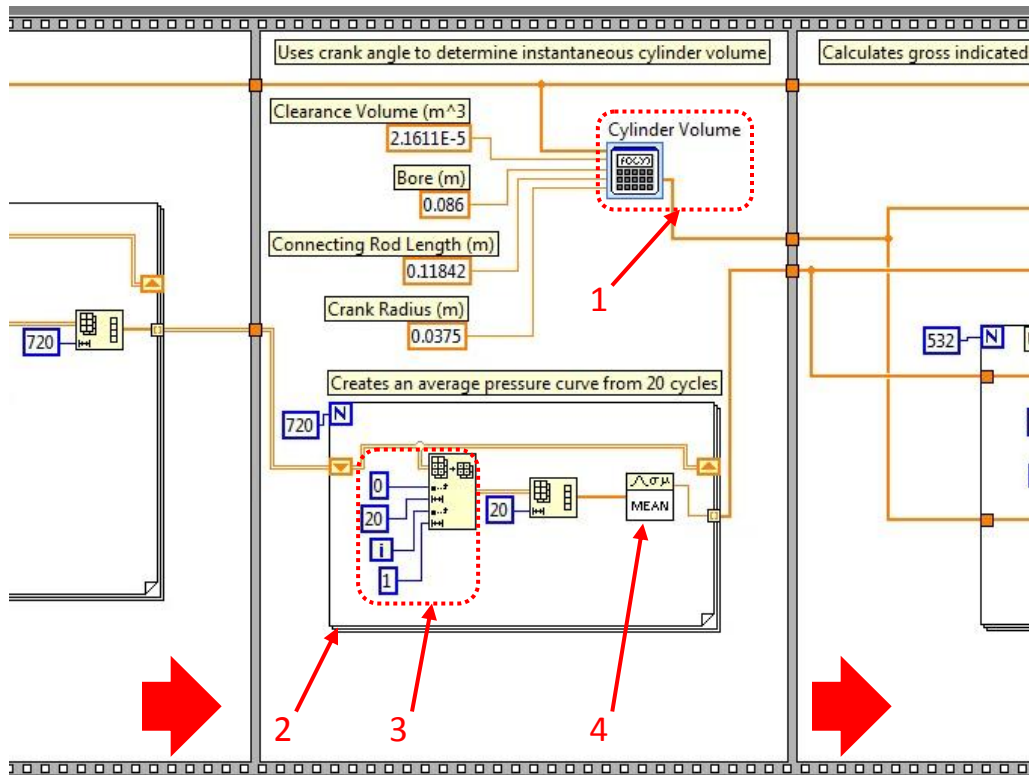 Uses crank angle to determine instantaneous cylinder volume
Calculates gross indicated
Clearance Volume (m^3
2.1611E-5
Cylinder Volume
F(X,Y)
Bore (m)
0.086
Connecting Rod Length (m)
0.11842
1
Crank Radius (m)
0.0375
720
532
N
Creates an average pressure curve from 20 cycles
720
N
0
20
i
1
20
σμ
MEAN
2
3
4